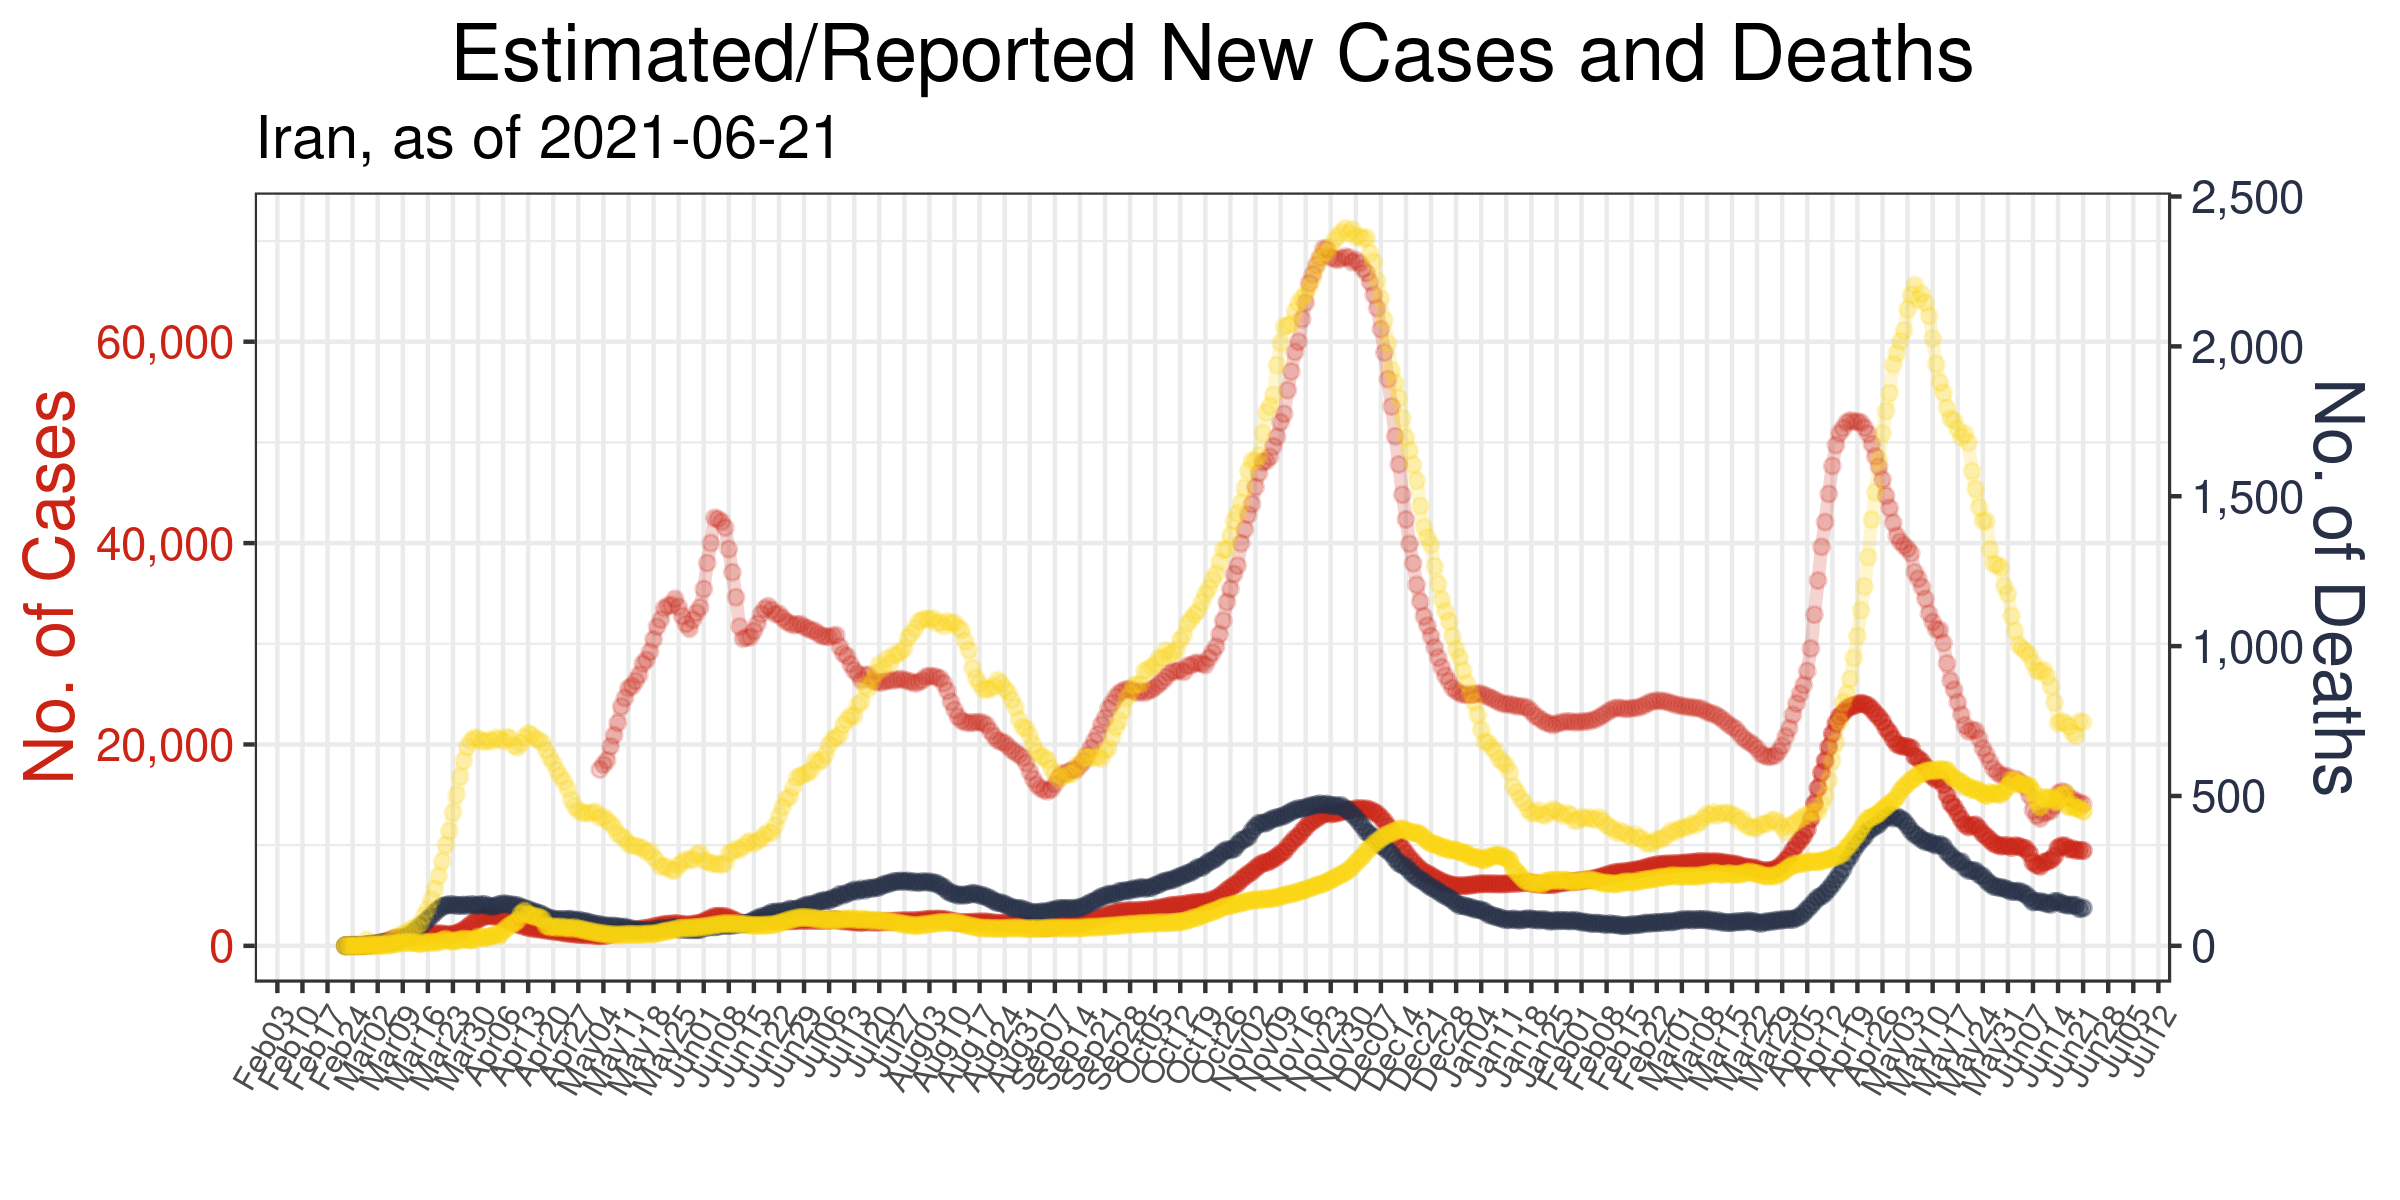 Estimated/Reported New Cases and Deaths
Iran, as of 2021-06-21
No. of Cases
60,000
40,000
20,000
0
2,500
2,000
1,500
1,000
500
0
No. of Deaths
Feb03
Feb10
Feb17
Feb24
Mar02
Mar09
Mar16
Mar23
Mar30
Apr06
Apr13
Apr20
Apr27
May04
May11
May18
May25
Jun01
Jun08
Jun15
Jun22
Jun29
Jul06
Jul13
Jul20
Jul27
Aug03
Aug10
Aug17
Aug24
Aug31
Sep07
Sep14
Sep21
Sep28
Oct05
Oct12
Oct19
Oct26
Nov02
Nov09
Nov16
Nov23
Nov30
Dec07
Dec14
Dec21
Dec28
Jan04
Jan11
Jan18
Jan25
Feb01
Feb08
Feb15
Feb22
Mar01
Mar08
Mar15
Mar22
Mar29
Apr05
Apr12
Apr19
Apr26
May03
May10
May17
May24
May31
Jun07
Jun14
Jun21
Jun28
Jul05
Jul12